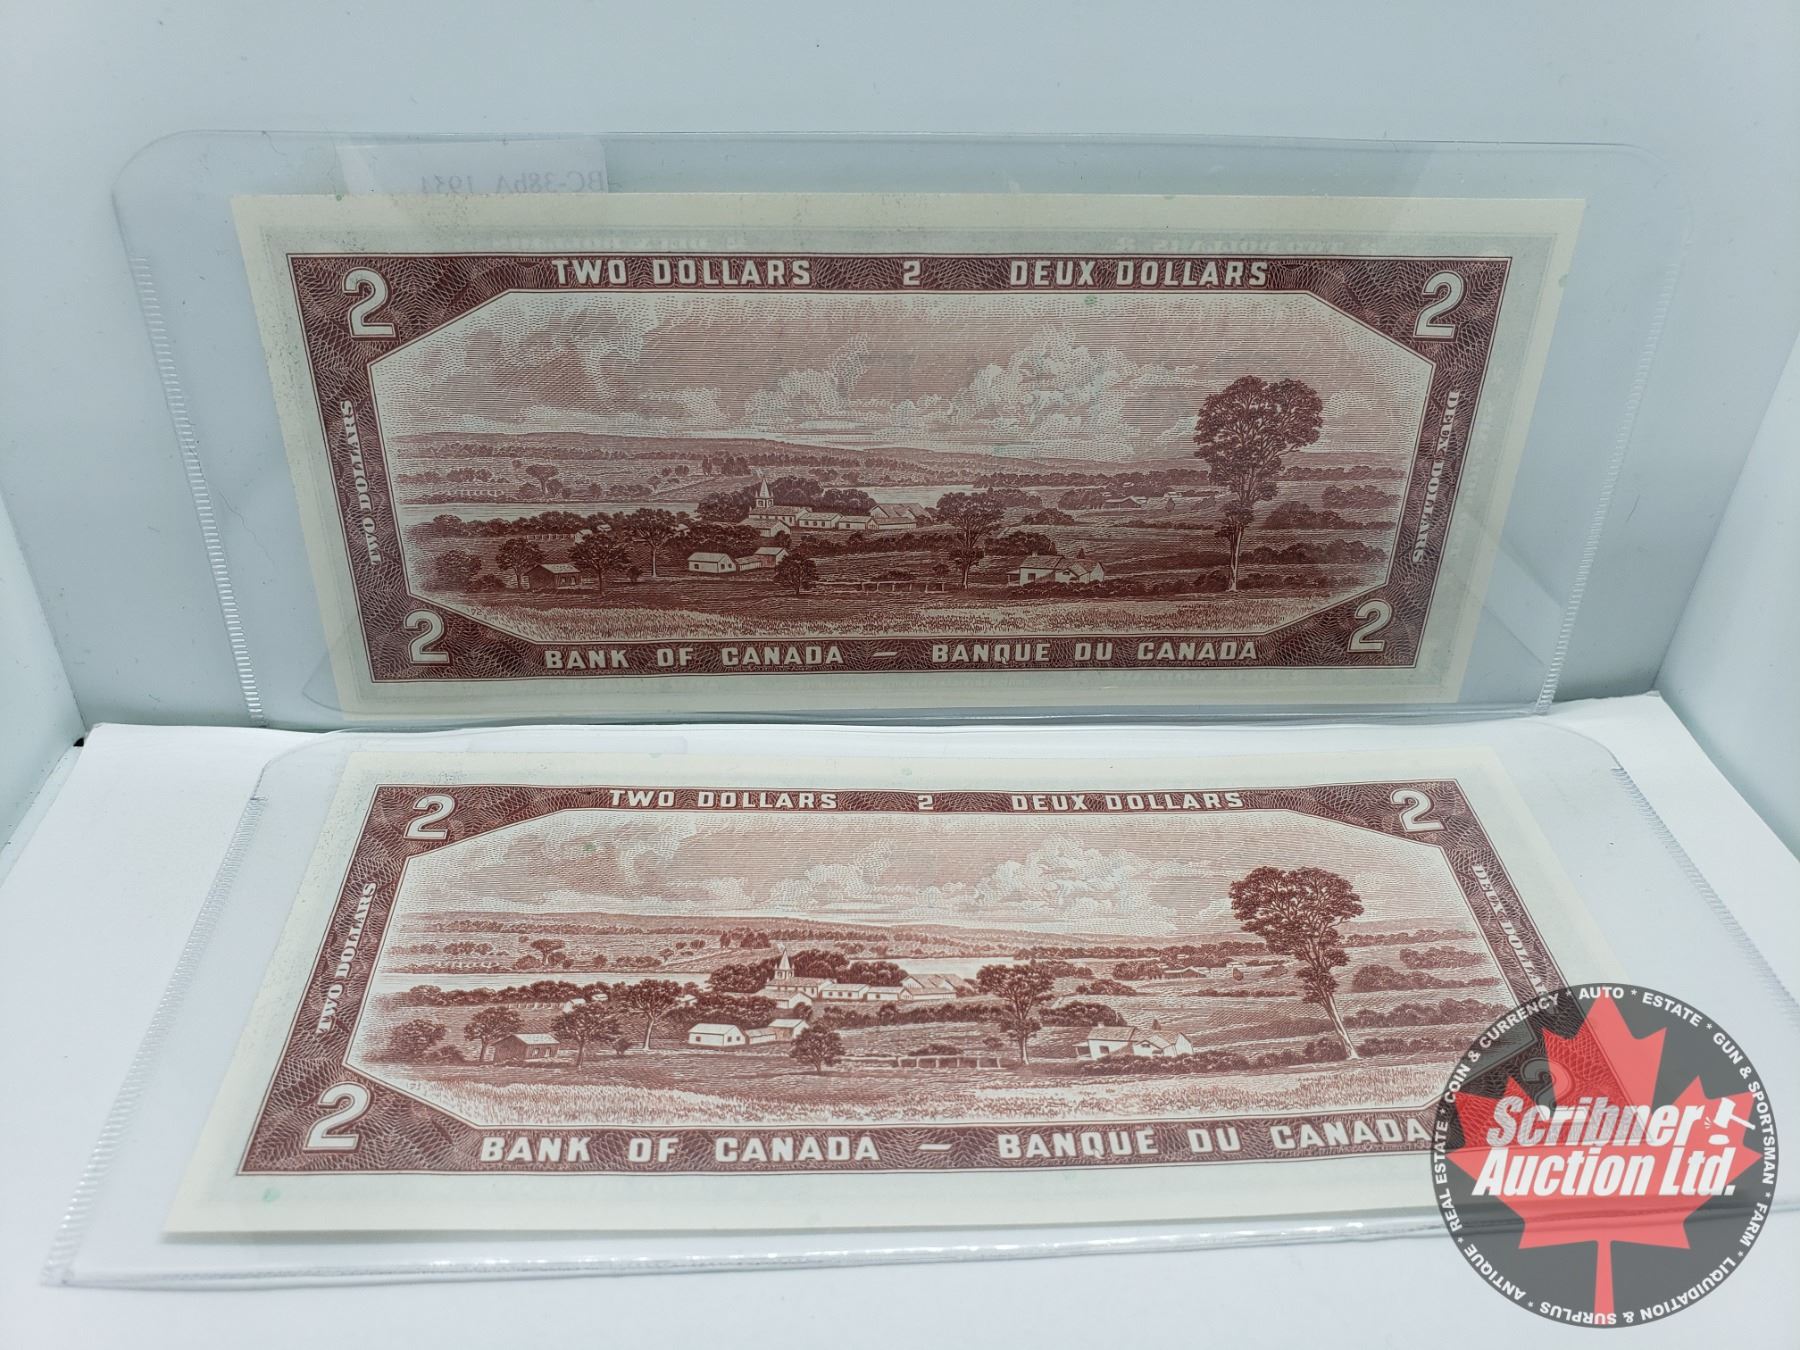 BC-38bA 1954
TWO DOLLARS 2 DEUX DOLLARS
2 2
TWO DOLLARS
DEUX DOLLARS
2 2
BANK OF CANADA — BANQUE DU CANADA
TWO DOLLARS 2 DEUX DOLLARS
2 2
TWO DOLLARS
DEUX DOLLARS
2 2
BANK OF CANADA — BANQUE DU CANADA
REAL ESTATE * COIN & CURRENCY * AUTO * ESTATE * GUN & SPORTSMAN * FARM * LIQUIDATION & SURPLUS * ANTIQUE *
Scribner
Auction Ltd.